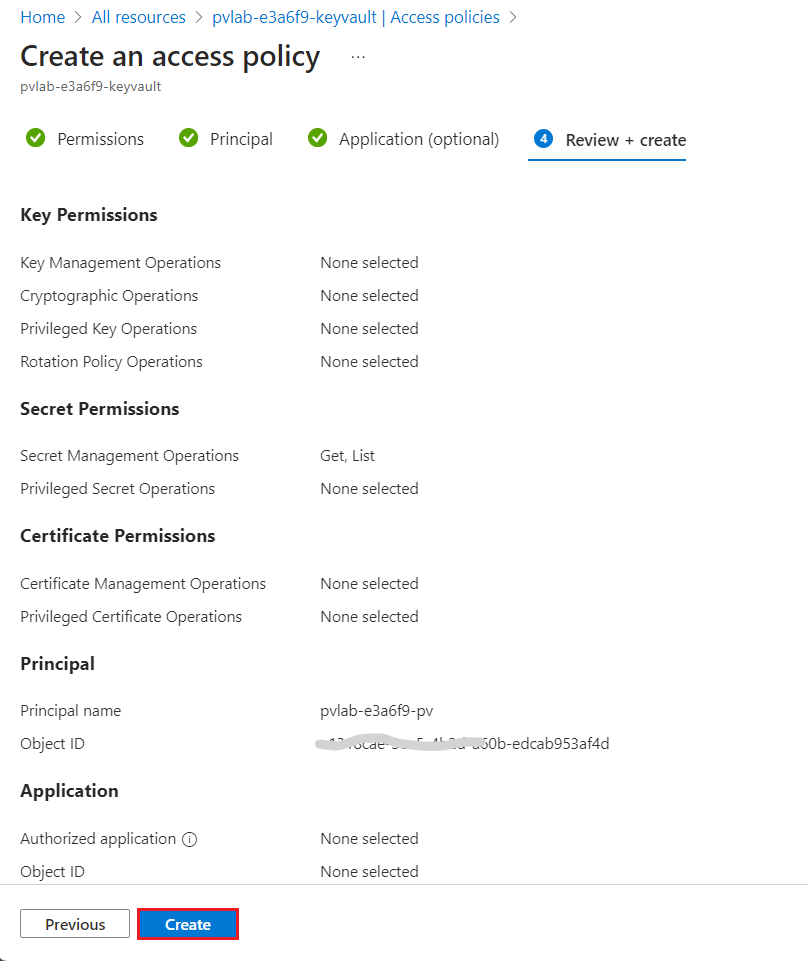 Home > All resources > pvlab-e3a6f9-keyvault | Access policies >
Create an access policy ...
pvlab-e3a6f9-keyvault
Permissions Principal Application (optional) 4 Review + create
Key Permissions
Key Management Operations None selected
Cryptographic Operations None selected
Privileged Key Operations None selected
Rotation Policy Operations None selected
Secret Permissions
Secret Management Operations Get, List
Privileged Secret Operations None selected
Certificate Permissions
Certificate Management Operations None selected
Privileged Certificate Operations None selected
Principal
Principal name pvlab-e3a6f9-pv
Object ID
Application
Authorized application None selected
Object ID None selected
Previous Create